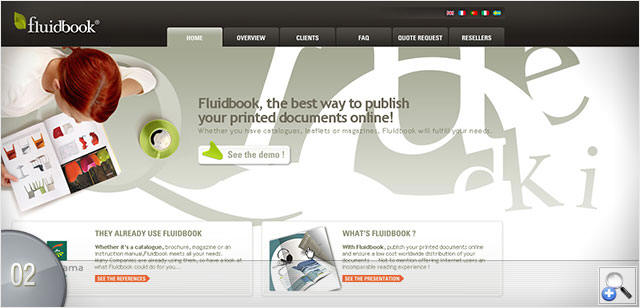 fluidbook®
HOME OVERVIEW CLIENTS FAQ QUOTE REQUEST RESELLERS
Fluidbook, the best way to publish
your printed documents online!
Whether you have catalogues, leaflets or magazines, Fluidbook will fulfill your needs.
See the demo !
THEY ALREADY USE FLUIDBOOK
Whether it's a catalogue, brochure, magazine or an
instruction manual, Fluidbook meets all your needs.
Many Companies are already using them, so have a look at
what Fluidbook could do for you...
SEE THE REFERENCES
WHAT'S FLUIDBOOK ?
With Fluidbook, publish your printed documents online
and ensure a low cost worldwide distribution of your
documents ... Not to mention offering Internet users an
incomparable reading experience !
SEE THE PRESENTATION
02